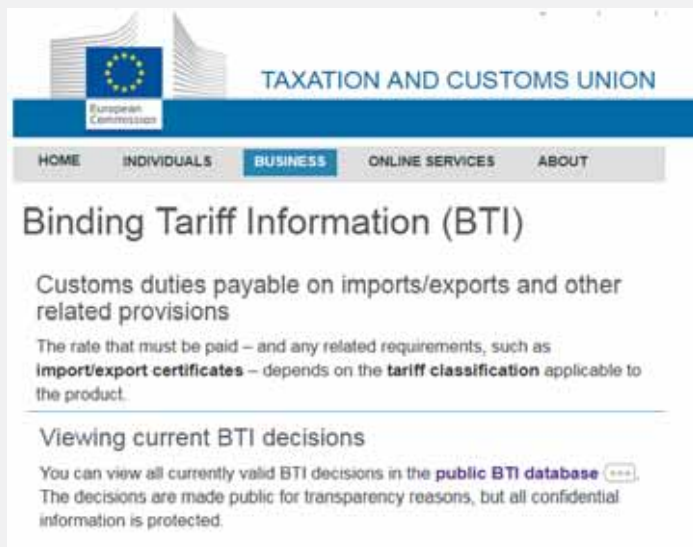 European
Commission
TAXATION AND CUSTOMS UNION
HOME INDIVIDUALS BUSINESS ONLINE SERVICES ABOUT
Binding Tariff Information (BTI)
Customs duties payable on imports/exports and other
related provisions
The rate that must be paid – and any related requirements, such as
import/export certificates – depends on the tariff classification applicable to
the product.
Viewing current BTI decisions
You can view all currently valid BTI decisions in the public BTI database.
The decisions are made public for transparency reasons, but all confidential
information is protected.